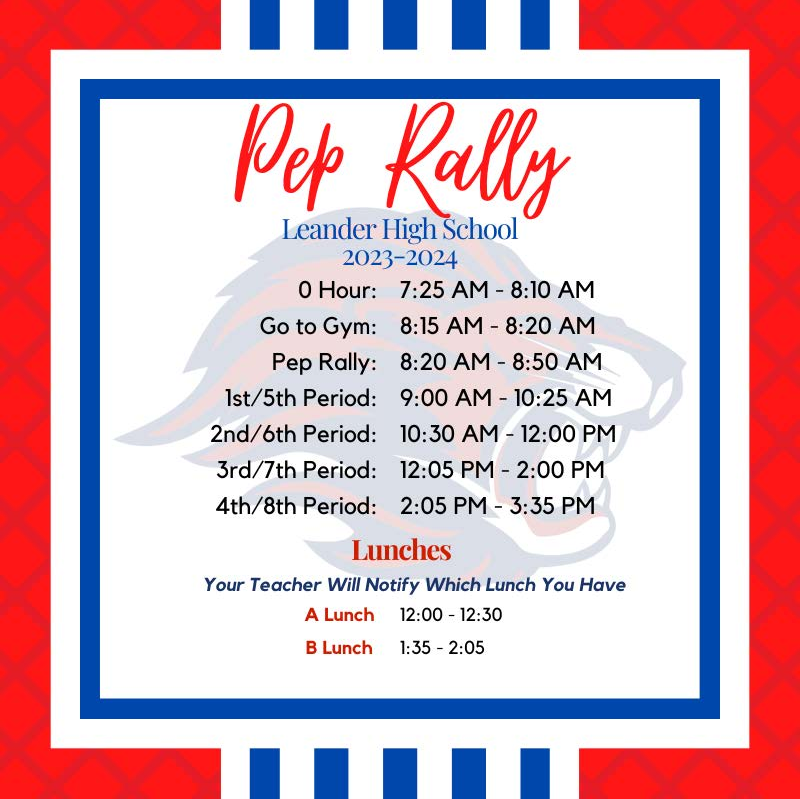 Pep Rally
Leander High School
2023-2024
0 Hour: 7:25 AM - 8:10 AM
Go to Gym: 8:15 AM - 8:20 AM
Pep Rally: 8:20 AM - 8:50 AM
1st/5th Period: 9:00 AM - 10:25 AM
2nd/6th Period: 10:30 AM - 12:00 PM
3rd/7th Period: 12:05 PM - 2:00 PM
4th/8th Period: 2:05 PM - 3:35 PM
Lunches
Your Teacher Will Notify Which Lunch You Have
A Lunch 12:00 - 12:30
B Lunch 1:35 - 2:05